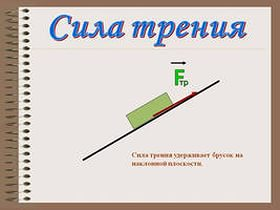 Сила трения
Fтр
Сила трения удерживает брусок на
наклонной плоскости.